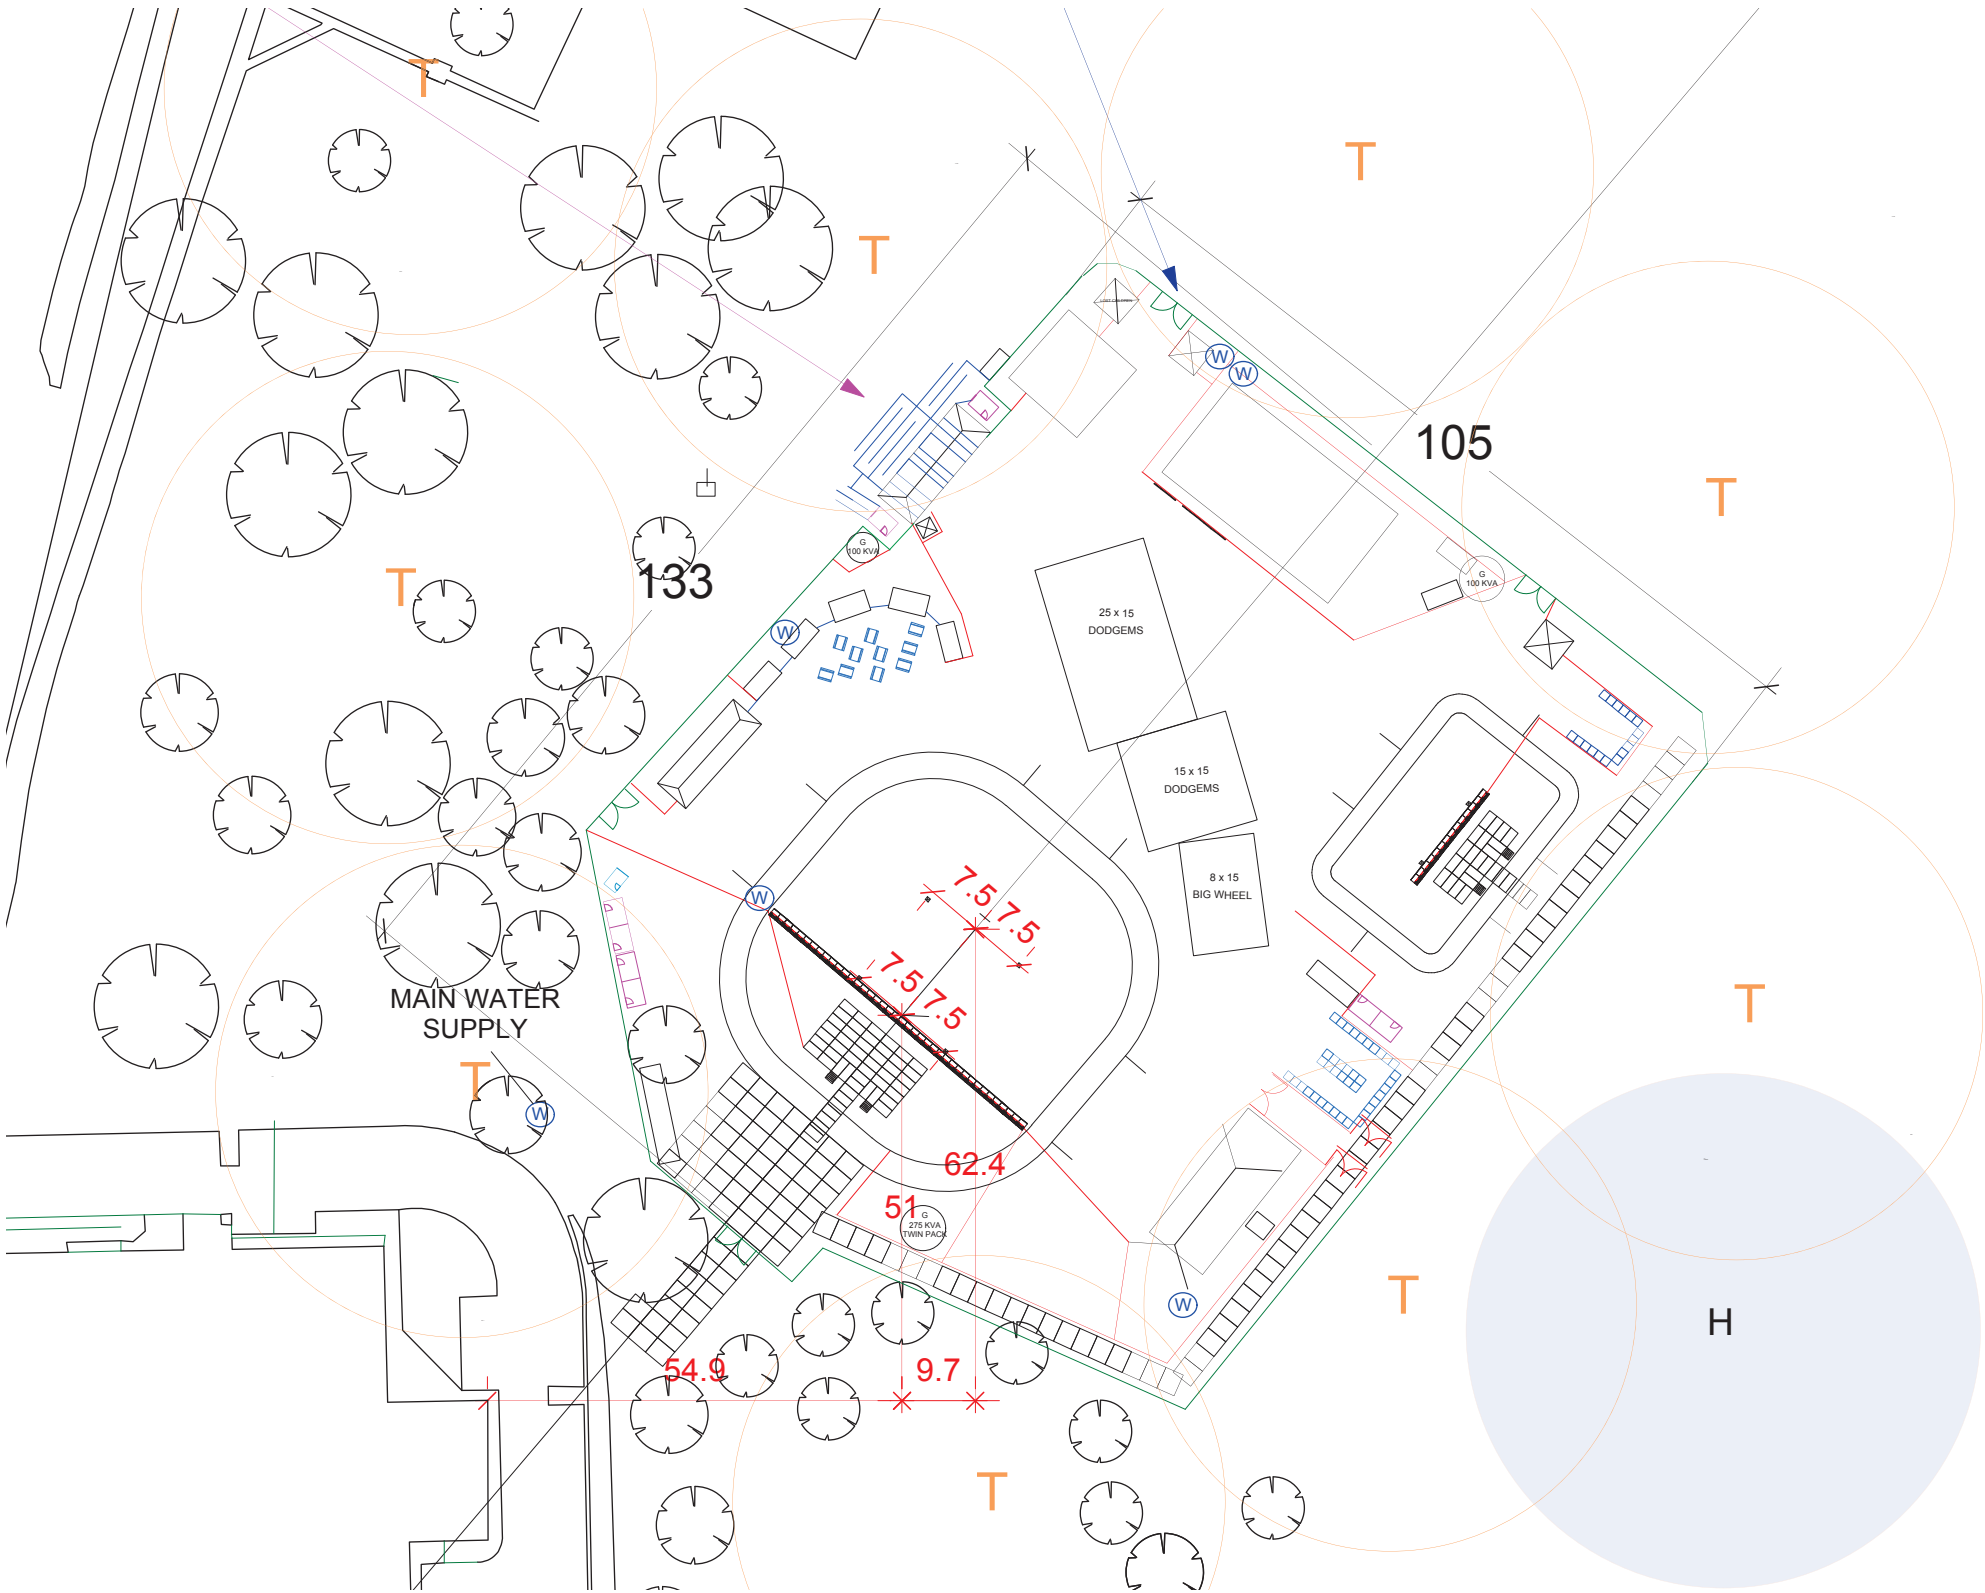 T
T
T
LOST CHILDREN
W
W
105
T
G
100 KVA
G
100 KVA
133
T
25 x 15
DODGEMS
W
15 x 15
DODGEMS
8 x 15
BIG WHEEL
7.5
7.5
W
7.5
7.5
MAIN WATER
SUPPLY
T
T
W
62.4
51
G
275 KVA
TWIN PACK
W
T
H
54.9
9.7
T